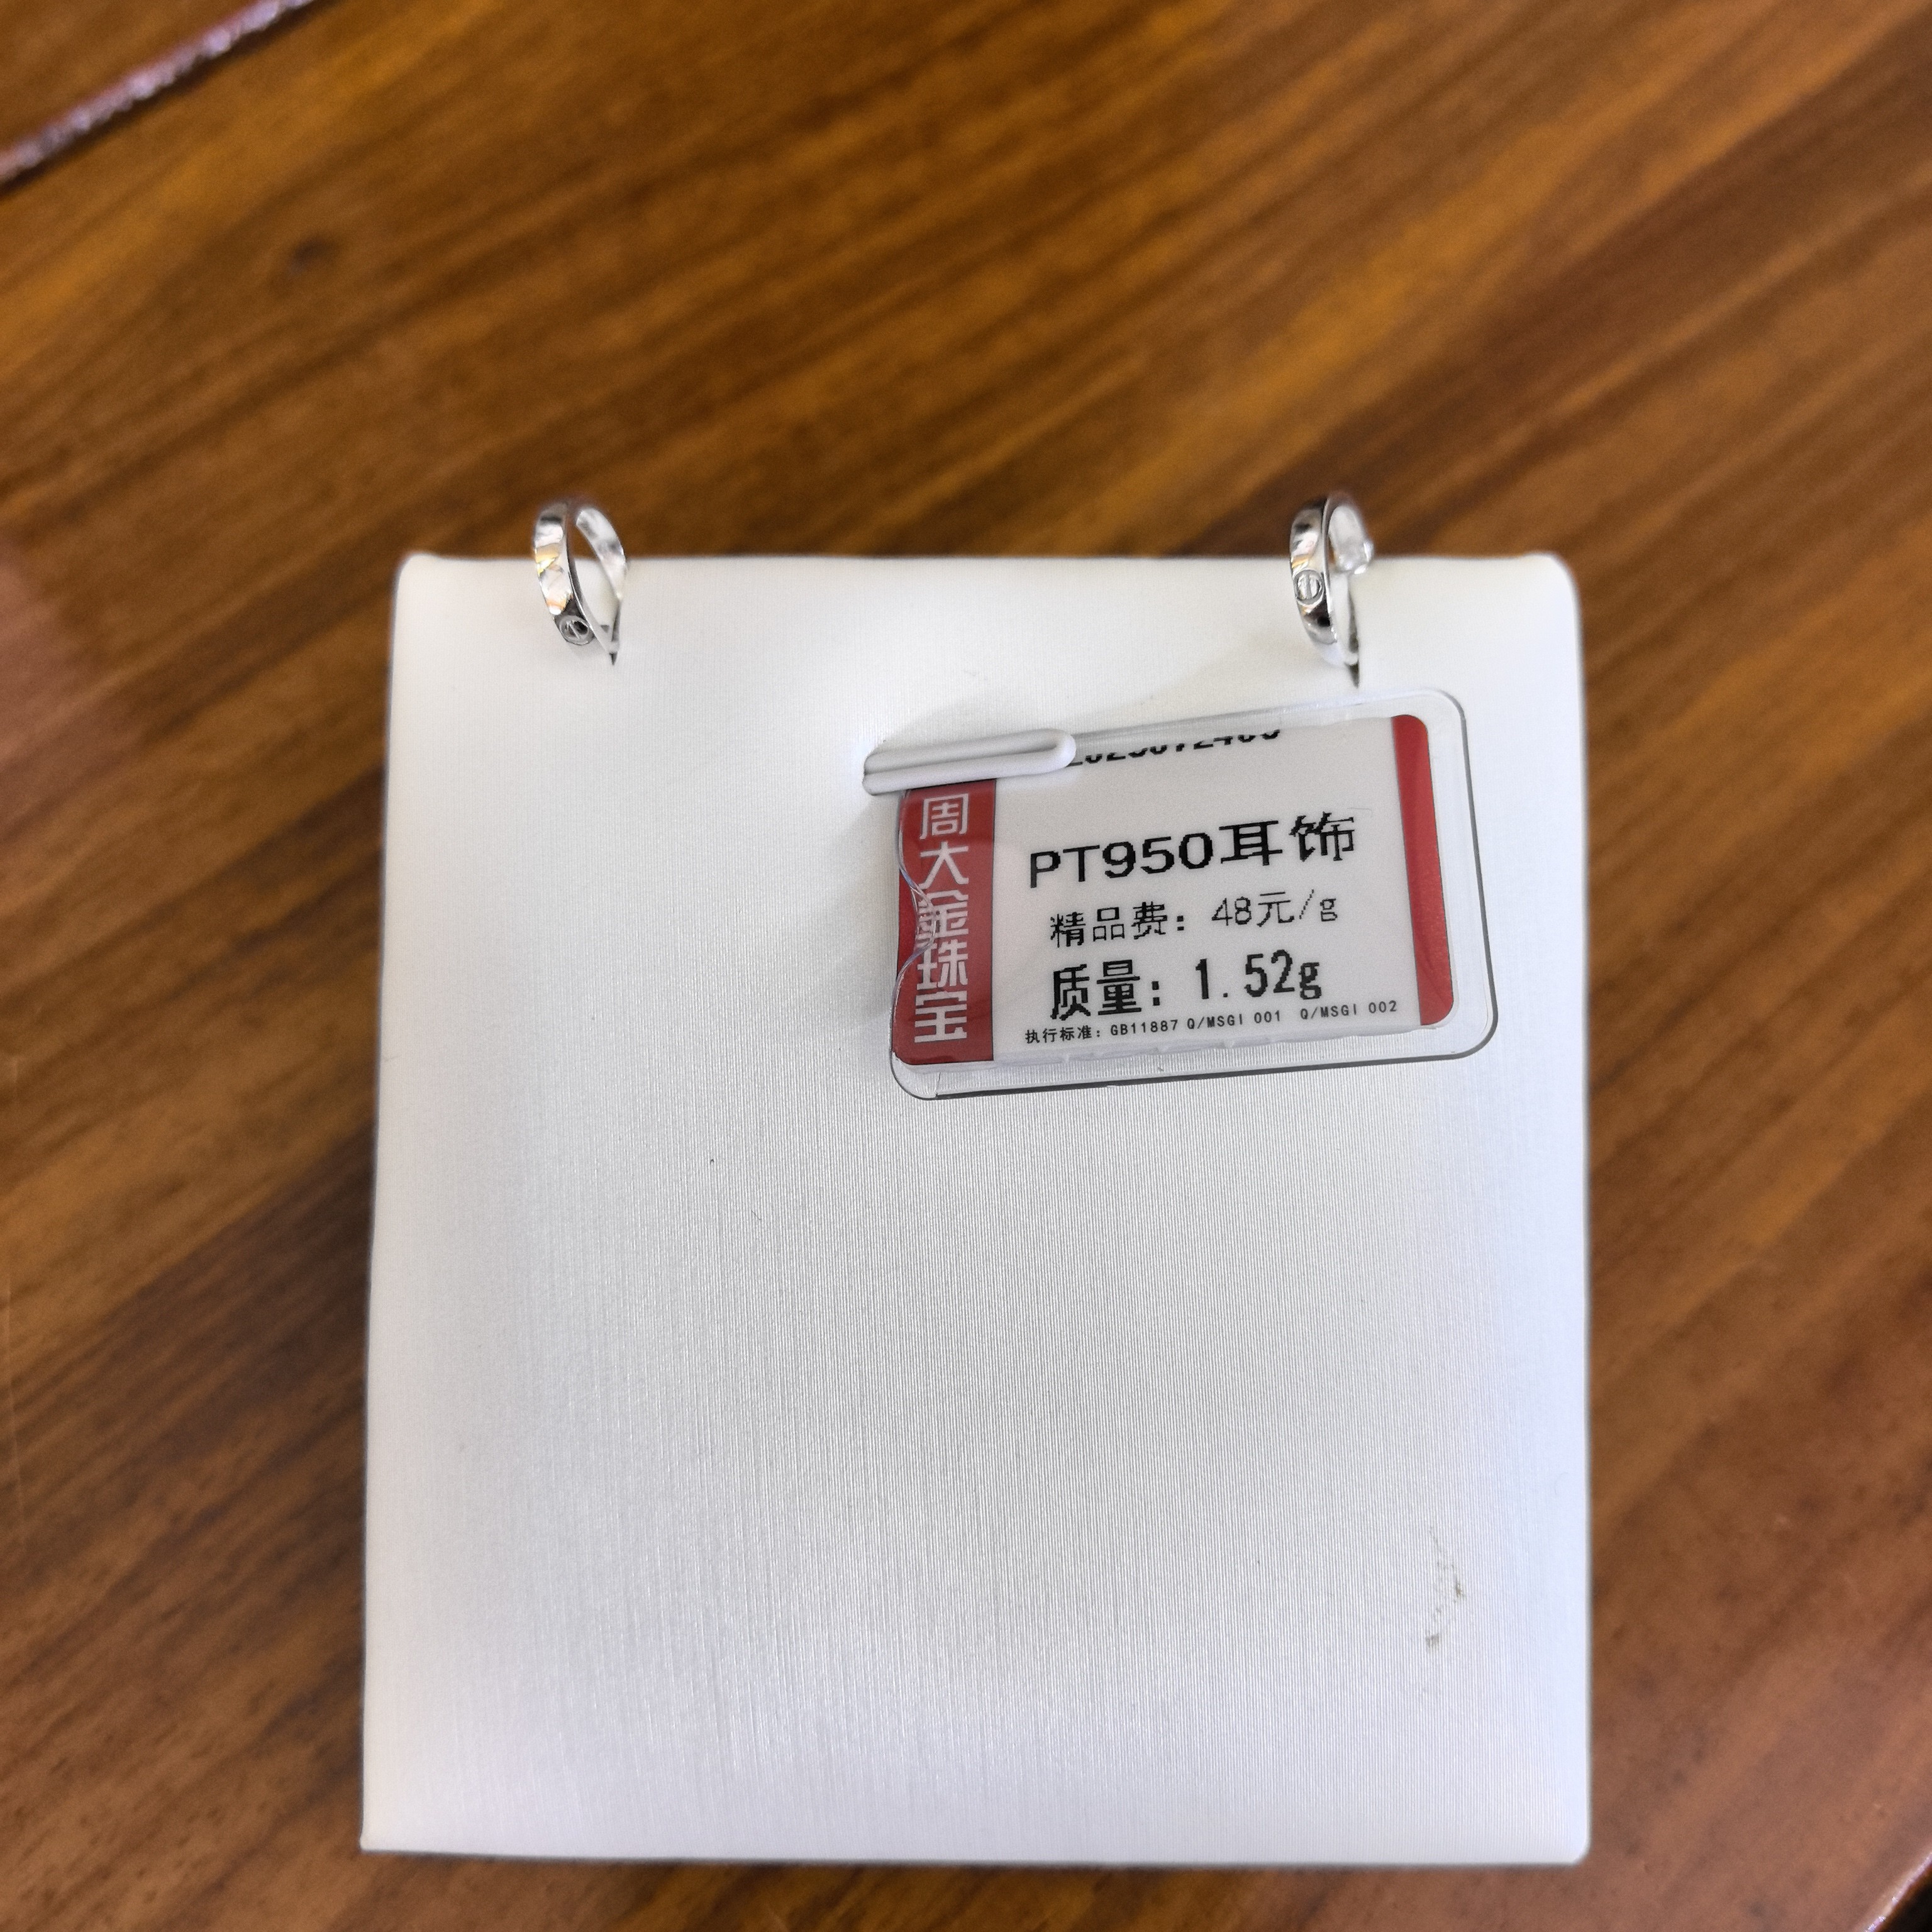 周大金珠宝
PT950耳饰
精品费：48元/g
质量：1.52g
执行标准：GB11887 Q/MSGI 001 Q/MSGI 002